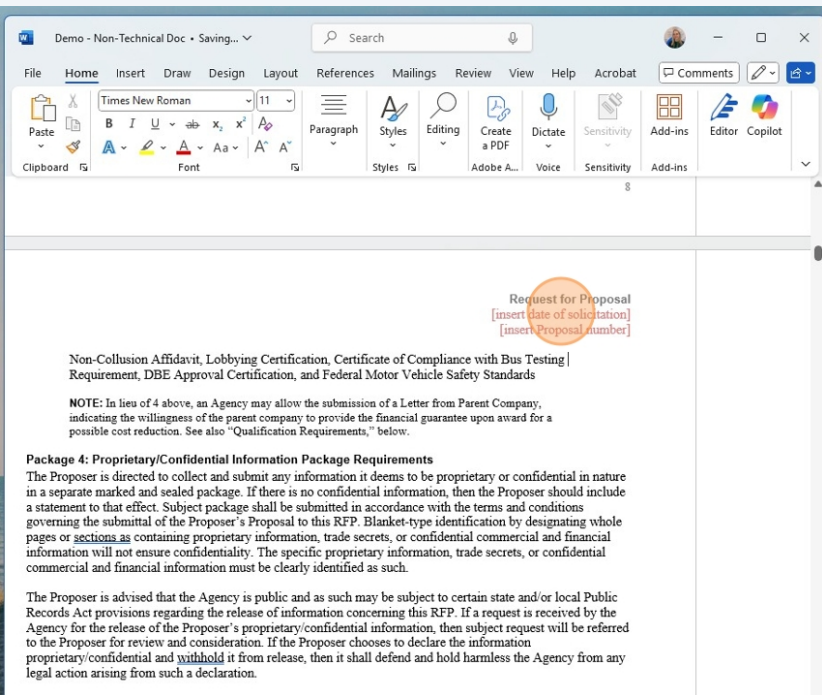 Demo - Non-Technical Doc • Saving...
Search
File Home Insert Draw Design Layout References Mailings Review View Help Acrobat Comments
Times New Roman 11
Paste
B I U ab x₂ x² A
A A Aa A A
Paragraph
Styles
Editing
Create
a PDF
Dictate
Sensitivity
Add-ins
Editor
Copilot
Clipboard Font Styles Adobe A... Voice Sensitivity Add-ins
8
Request for Proposal
[insert date of solicitation]
[insert Proposal number]
Non-Collusion Affidavit, Lobbying Certification, Certificate of Compliance with Bus Testing
Requirement, DBE Approval Certification, and Federal Motor Vehicle Safety Standards
NOTE: In lieu of 4 above, an Agency may allow the submission of a Letter from Parent Company,
indicating the willingness of the parent company to provide the financial guarantee upon award for a
possible cost reduction. See also “Qualification Requirements,” below.
Package 4: Proprietary/Confidential Information Package Requirements
The Proposer is directed to collect and submit any information it deems to be proprietary or confidential in nature
in a separate marked and sealed package. If there is no confidential information, then the Proposer should include
a statement to that effect. Subject package shall be submitted in accordance with the terms and conditions
governing the submittal of the Proposer’s Proposal to this RFP. Blanket-type identification by designating whole
pages or sections as containing proprietary information, trade secrets, or confidential commercial and financial
information will not ensure confidentiality. The specific proprietary information, trade secrets, or confidential
commercial and financial information must be clearly identified as such.
The Proposer is advised that the Agency is public and as such may be subject to certain state and/or local Public
Records Act provisions regarding the release of information concerning this RFP. If a request is received by the
Agency for the release of the Proposer’s proprietary/confidential information, then subject request will be referred
to the Proposer for review and consideration. If the Proposer chooses to declare the information
proprietary/confidential and withhold it from release, then it shall defend and hold harmless the Agency from any
legal action arising from such a declaration.